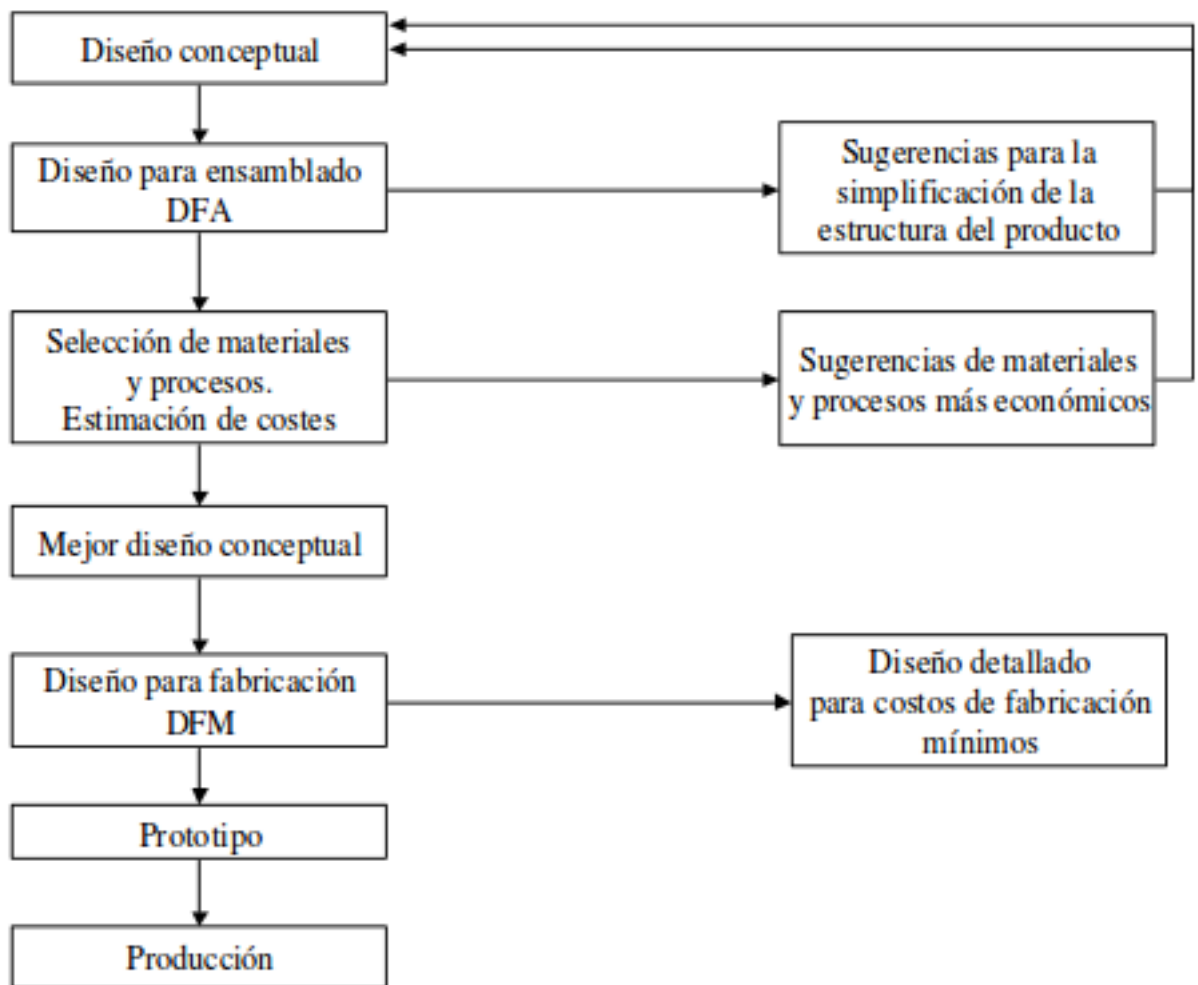 Diseño conceptual
Diseño para ensamblado
DFA
Sugerencias para la
simplificación de la
estructura del producto
Selección de materiales
y procesos.
Estimación de costes
Sugerencias de materiales
y procesos más económicos
Mejor diseño conceptual
Diseño para fabricación
DFM
Diseño detallado
para costos de fabricación
mínimos
Prototipo
Producción